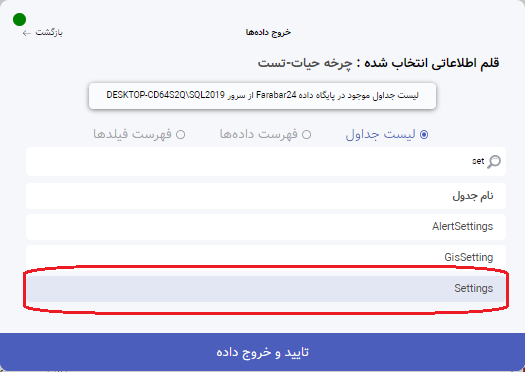 خروج داده‌ها
بازگشت ←
قلم اطلاعاتی انتخاب شده : چرخه حیات-تست
لیست جداول موجود در پایگاه داده Farabar24 از سرور DESKTOP-CD64S2Q\SQL2019
لیست جداول
فهرست داده‌ها
فهرست فیلدها
set
نام جدول
AlertSettings
GisSetting
Settings
تایید و خروج داده